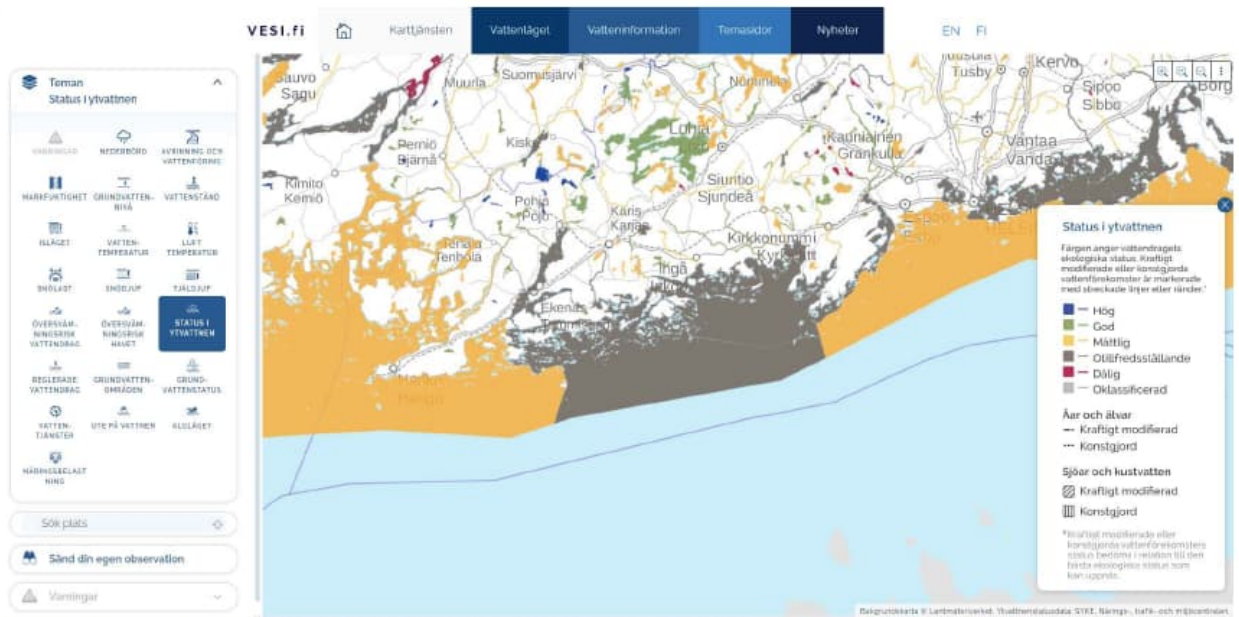 VESI.fi
Karttjänsten
Vattenläget
Vatteninformation
Temasidor
Nyheter
EN FI
Teman
Status i ytvattnen
VARNINGAR
NEDERBÖRD
AVRINNING OCH
VATTENFÖRING
MARKFUKTIGHET
GRUNDVATTEN-
NIVÅ
VATTENSTÅND
ISLÄGET
VATTEN-
TEMPERATUR
LUFT
TEMPERATUR
SNÖLAST
SNÖDJUP
TJÄLDJUP
ÖVERSVÄM-
NINGSRISK
VATTENDRAG
ÖVERSVÄM-
NINGSRISK
HAVET
STATUS I
YTVATTNEN
REGLERADE
VATTENDRAG
GRUNDVATTEN-
OMRÅDEN
GRUND-
VATTENSTATUS
VATTEN-
TJÄNSTER
UTE PÅ VATTNEN
ALGLÄGET
NÄRINGSBELAST
NING
Sök plats
Sänd din egen observation
Varningar
Sauvo
Sagu
Muurla
Suomusjärvi
Nummela
Tusby
Kervo
Sipoo
Sibbo
Borg
Perniö
Bjärnå
Kisko
Lohja
Kauniainen
Grankulla
Vantaa
Vanda
Kimito
Kemiö
Pohja
Pojo
Karis
Karjaa
Siuntio
Sjundeå
Tenala
Tenhola
Kirkkonummi
Ingå
Ekenäs
Hanko
Hangö
Status i ytvattnen
Färgen anger vattendragets
ekologiska status. Kraftigt
modifierade eller konstgjorda
vattenförekomster är markerade
med streckade linjer eller ränder.*
Hög
God
Måttlig
Otillfredsställande
Dålig
Oklassificerad
Åar och älvar
Kraftigt modifierad
Konstgjord
Sjöar och kustvatten
Kraftigt modifierad
Konstgjord
*Kraftigt modifierade eller
konstgjorda vattenförekomsters
status bedöms i relation till den
bästa ekologiska status som
kan uppnås.
Bakgrundskarta © Lantmäteriverket. Ytvattenstatusdata: SYKE, Närings-, trafik- och miljöcentralen